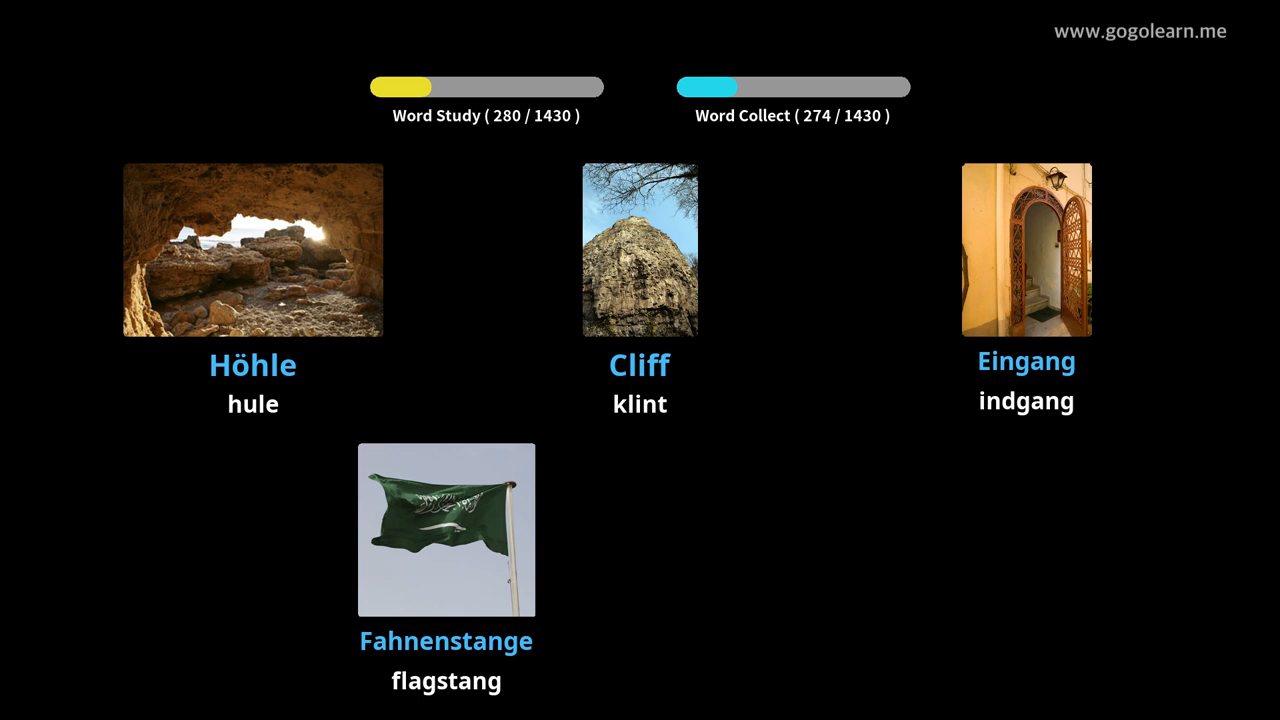 www.gogolearn.me
Word Study ( 280 / 1430 )
Word Collect ( 274 / 1430 )
Höhle
hule
Cliff
klint
Eingang
indgang
Fahnenstange
flagstang